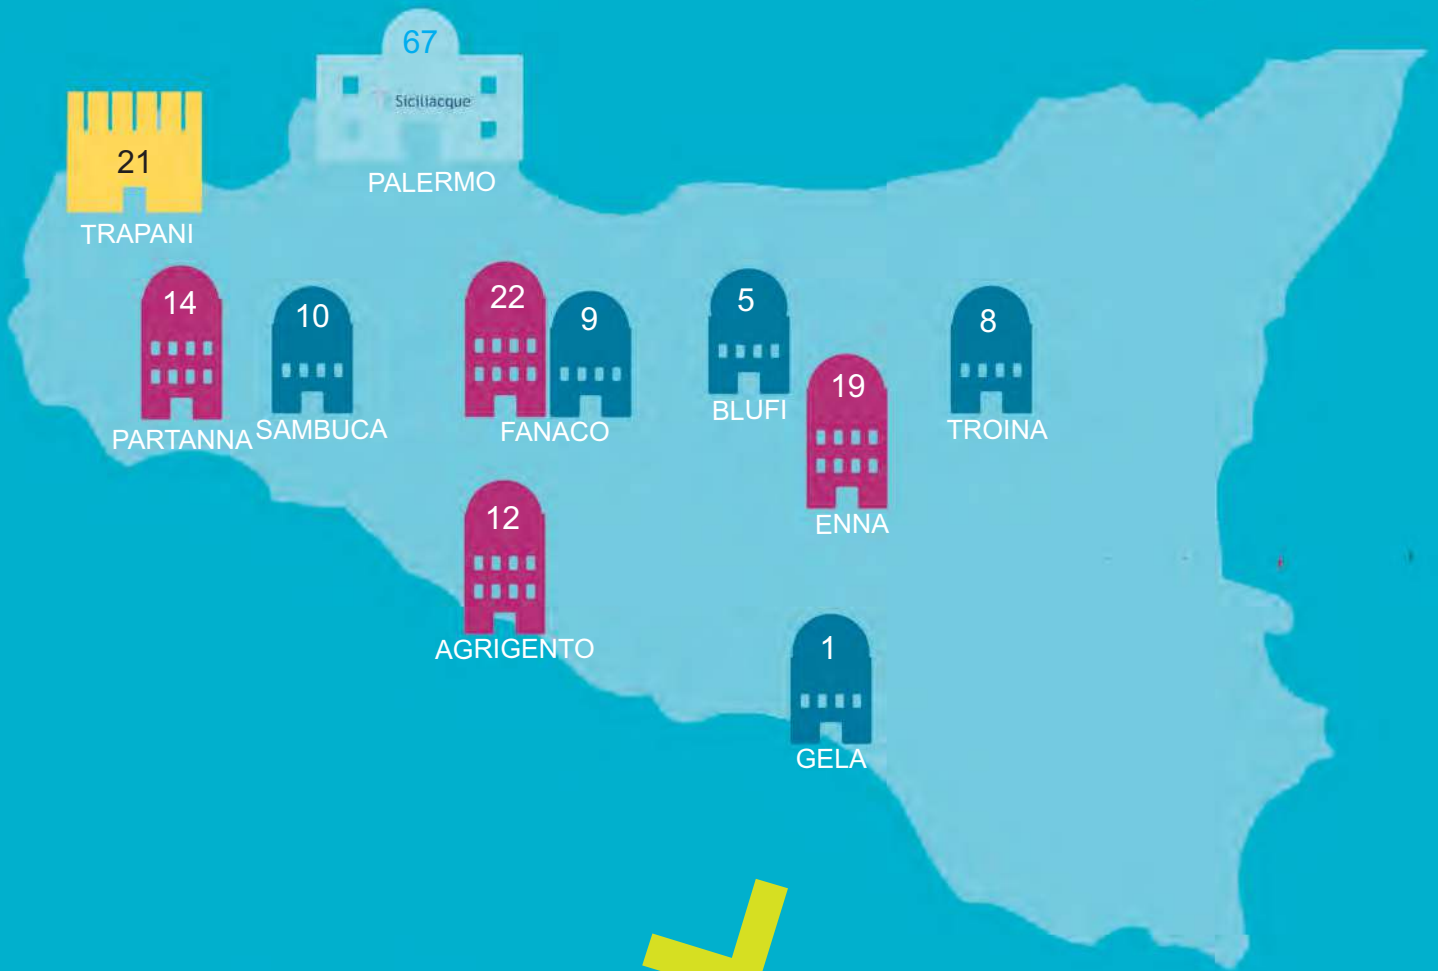 67
Siciliacque
PALERMO
21
TRAPANI
14
PARTANNA
10
SAMBUCA
22
9
FANACO
5
BLUFI
19
ENNA
8
TROINA
12
AGRIGENTO
1
GELA